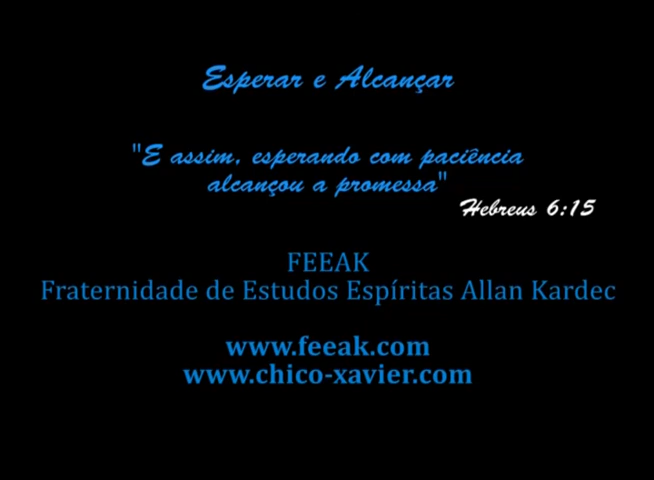 Esperar e Alcançar
"E assim, esperando com paciência
alcançou a promessa"
Hebreus 6:15
FEEAK
Fraternidade de Estudos Espíritas Allan Kardec
www.feeak.com
www.chico-xavier.com